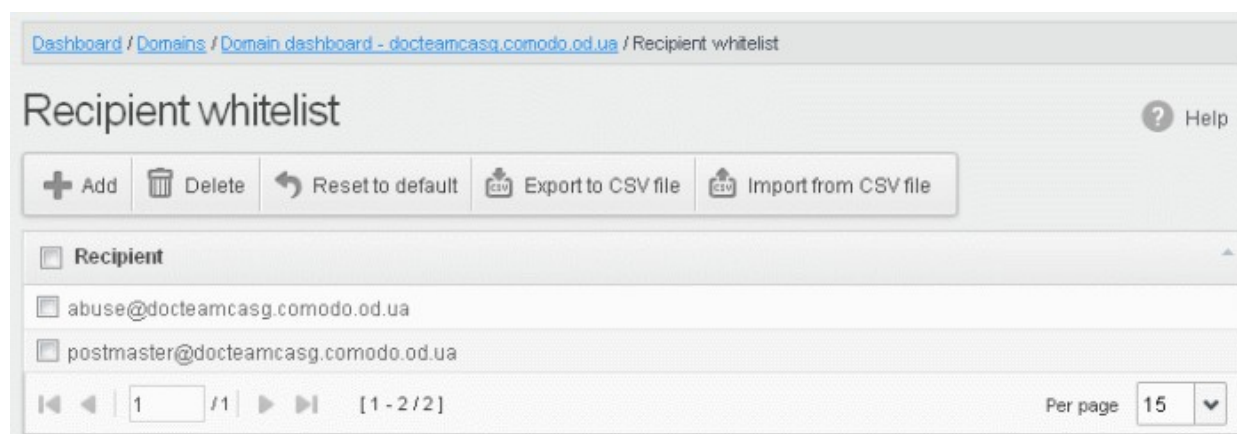 Dashboard / Domains / Domain dashboard - docteamcasg.comodo.od.ua / Recipient whitelist
Recipient whitelist
Help
Add Delete Reset to default CSV Export to CSV file CSV Import from CSV file
Recipient
abuse@docteamcasg.comodo.od.ua
postmaster@docteamcasg.comodo.od.ua
1 /1 [1 - 2 / 2] Per page 15